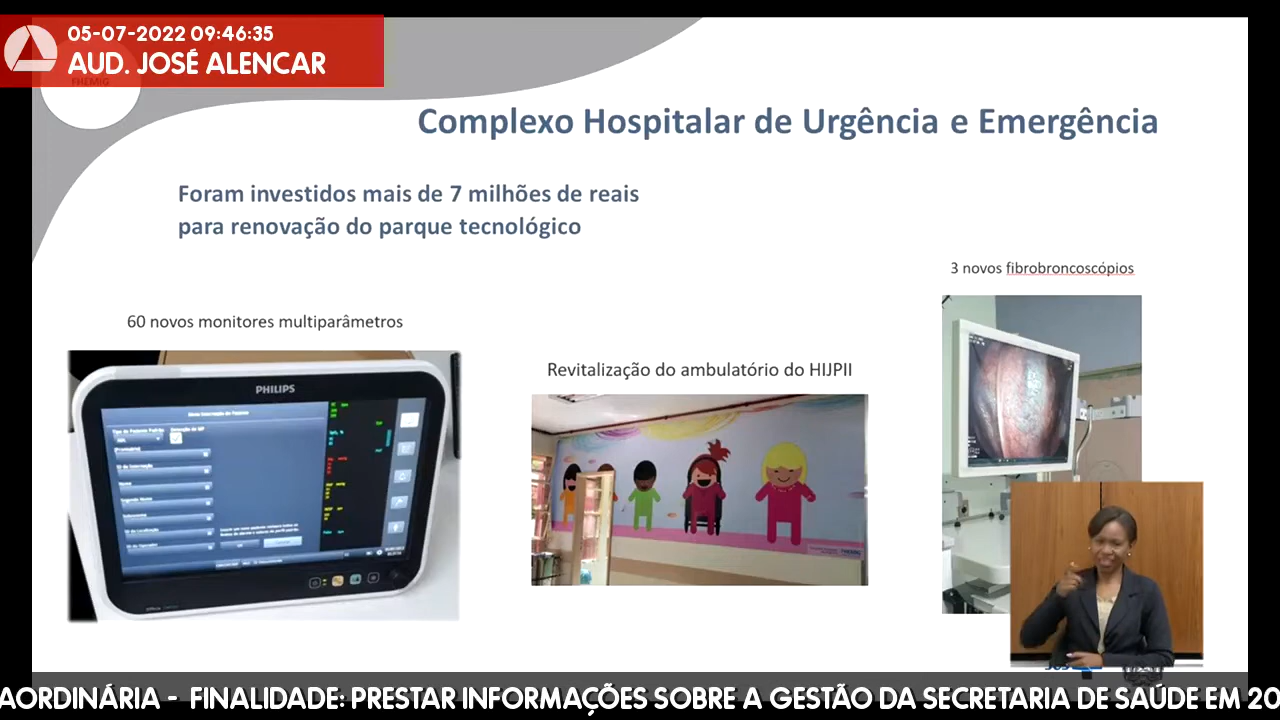 05-07-2022 09:46:35
AUD. JOSÉ ALENCAR
FHEMIG
Complexo Hospitalar de Urgência e Emergência
Foram investidos mais de 7 milhões de reais
para renovação do parque tecnológico
3 novos fibrobroncoscópios
60 novos monitores multiparâmetros
Revitalização do ambulatório do HIJPII
PHILIPS
AORDINÁRIA - FINALIDADE: PRESTAR INFORMAÇÕES SOBRE A GESTÃO DA SECRETARIA DE SAÚDE EM 20